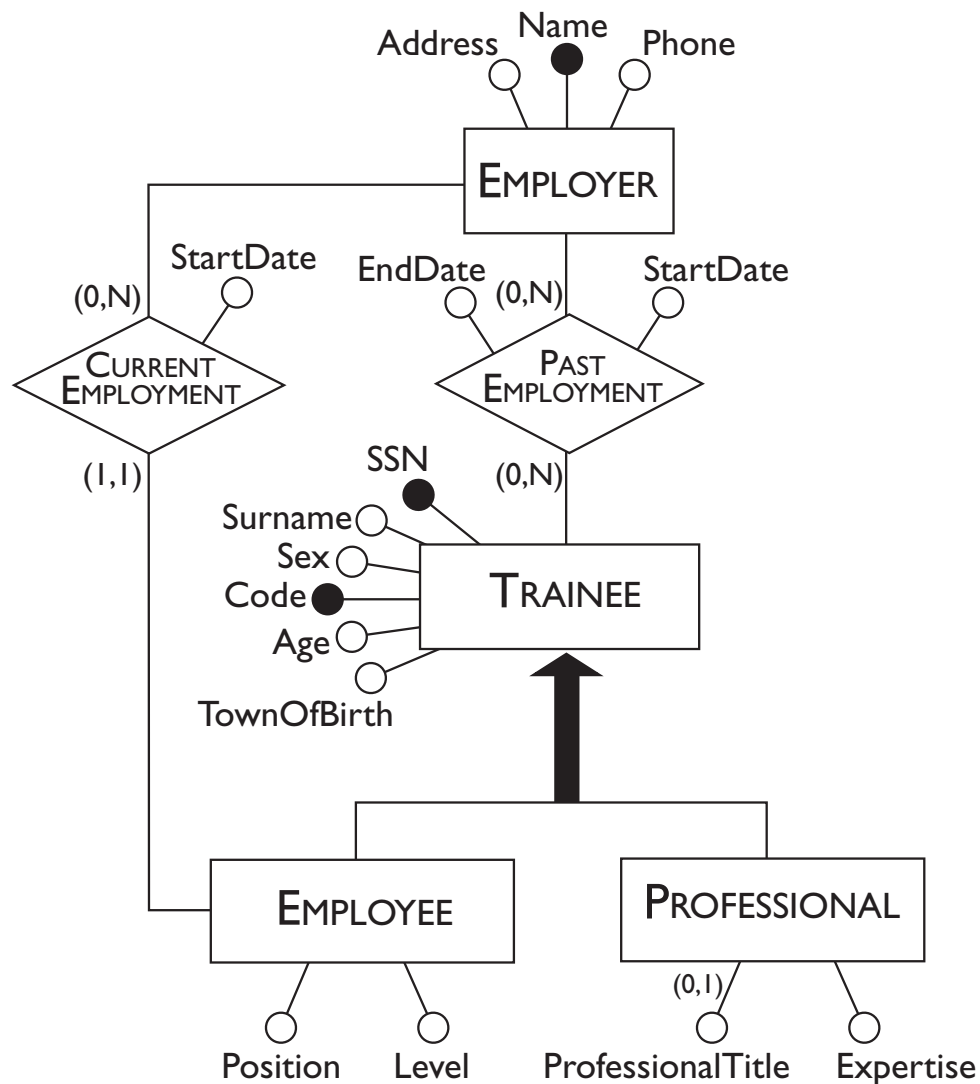 Name
Address
Phone
EMPLOYER
StartDate
EndDate
StartDate
(0,N)
(0,N)
CURRENT
EMPLOYMENT
PAST
EMPLOYMENT
(1,1)
(0,N)
SSN
Surname
Sex
Code
Age
TownOfBirth
TRAINEE
EMPLOYEE
PROFESSIONAL
(0,1)
Position
Level
ProfessionalTitle
Expertise